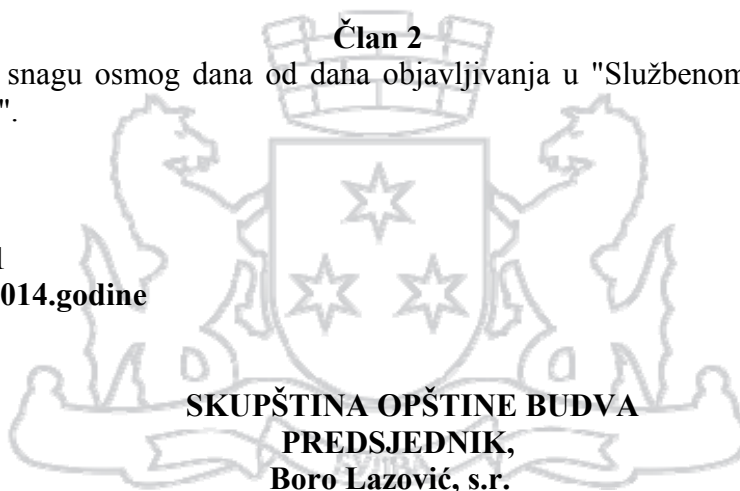 Član 2
snagu osmog dana od dana objavljivanja u "Službenom
".
014.godine
SKUPŠTINA OPŠTINE BUDVA
PREDSJEDNIK,
Boro Lazović, s.r.